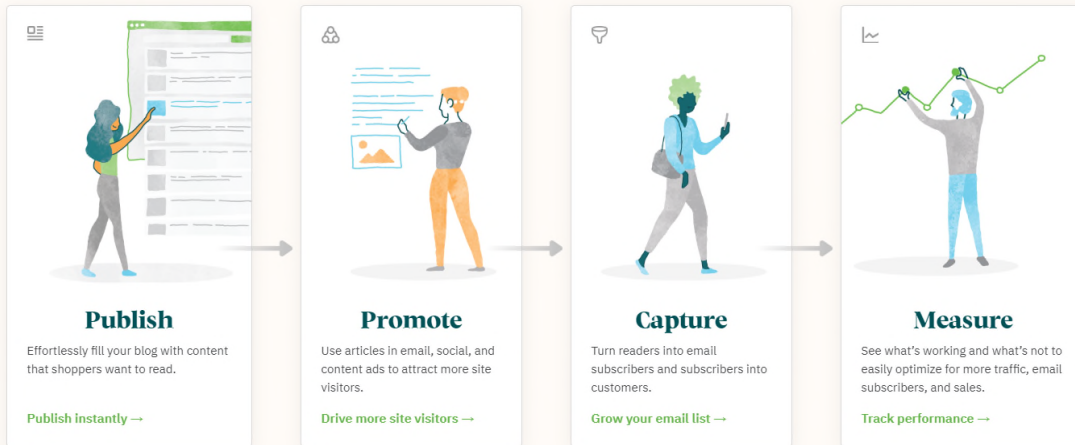 Publish
Effortlessly fill your blog with content
that shoppers want to read.
Publish instantly →
Promote
Use articles in email, social, and
content ads to attract more site
visitors.
Drive more site visitors →
Capture
Turn readers into email
subscribers and subscribers into
customers.
Grow your email list →
Measure
See what’s working and what’s not to
easily optimize for more traffic, email
subscribers, and sales.
Track performance →